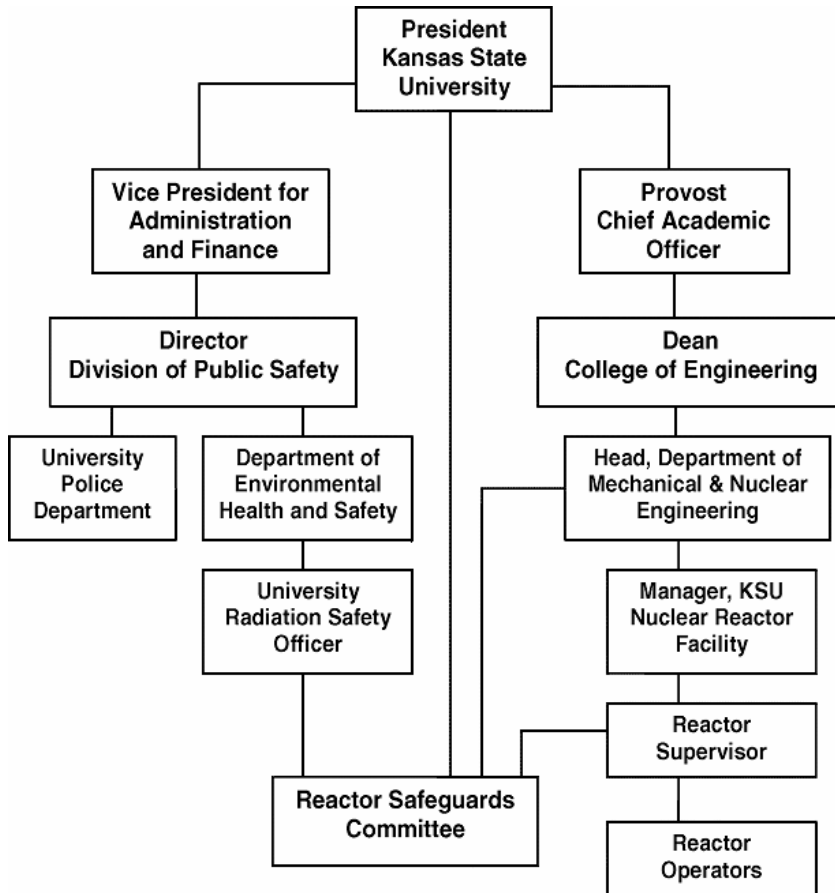 President
Kansas State
University
Vice President for
Administration
and Finance
Provost
Chief Academic
Officer
Director
Division of Public Safety
Dean
College of Engineering
University
Police
Department
Department of
Environmental
Health and Safety
Head, Department of
Mechanical & Nuclear
Engineering
University
Radiation Safety
Officer
Manager, KSU
Nuclear Reactor
Facility
Reactor
Supervisor
Reactor Safeguards
Committee
Reactor
Operators